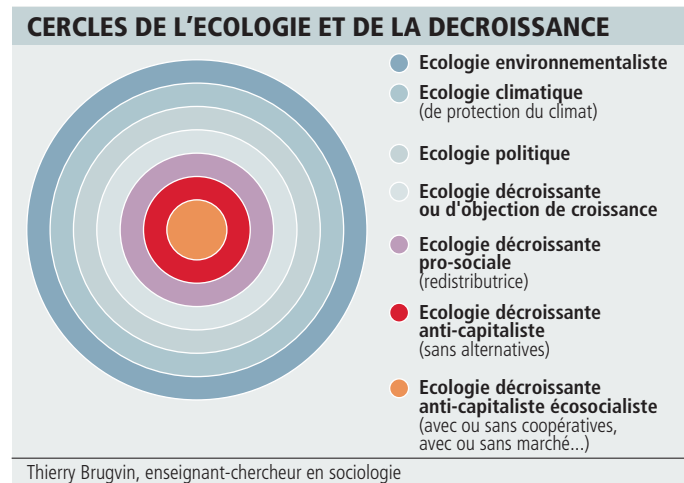 CERCLES DE L'ECOLOGIE ET DE LA DECROISSANCE
Ecologie environnementaliste
Ecologie climatique
(de protection du climat)
Ecologie politique
Ecologie décroissante
ou d'objection de croissance
Ecologie décroissante
pro-sociale
(redistributrice)
Ecologie décroissante
anti-capitaliste
(sans alternatives)
Ecologie décroissante
anti-capitaliste écosocialiste
(avec ou sans coopératives,
avec ou sans marché...)
Thierry Brugvin, enseignant-chercheur en sociologie